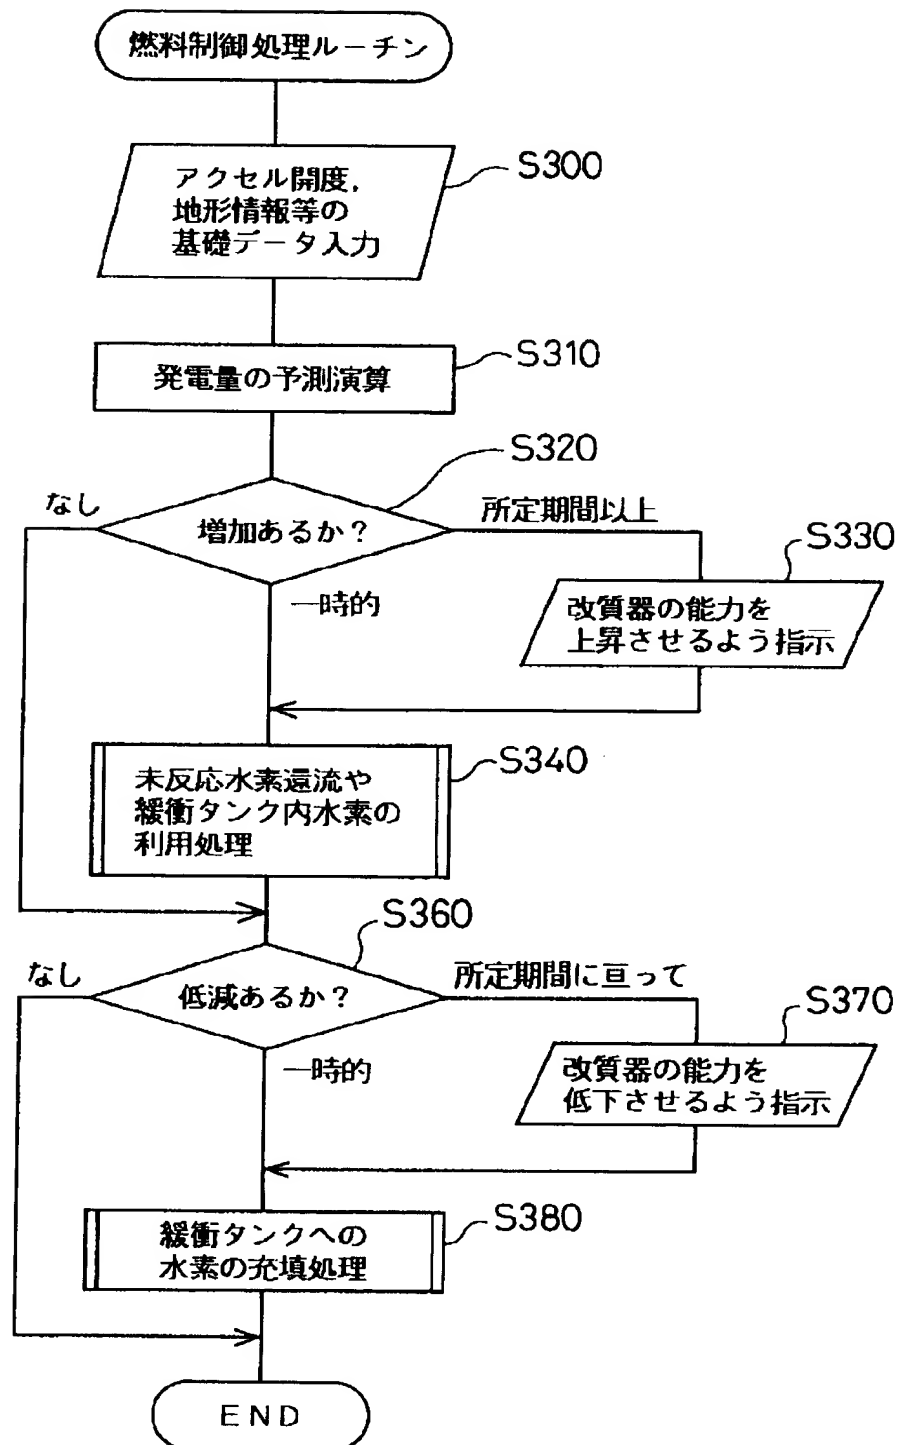 燃料制御処理ルーチン
S300
アクセル開度,
地形情報等の
基礎データ入力
S310
発電量の予測演算
S320
なし
増加あるか?
所定期間以上
S330
一時的
改質器の能力を
上昇させるよう指示
S340
未反応水素還流や
緩衝タンク内水素の
利用処理
S360
なし
低減あるか?
所定期間に亘って
S370
一時的
改質器の能力を
低下させるよう指示
S380
緩衝タンクへの
水素の充填処理
END